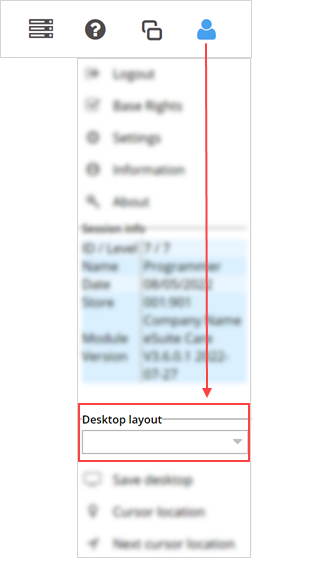 Logout
Base Rights
Settings
Information
About
Session info
ID / Level 7 / 7
Name Programmer
Date 08/05/2022
Store 001:901
Company Name
Module eSuite Care
Version V3.6.0.1 2022-
07-27
Desktop layout
Save desktop
Cursor location
Next cursor location